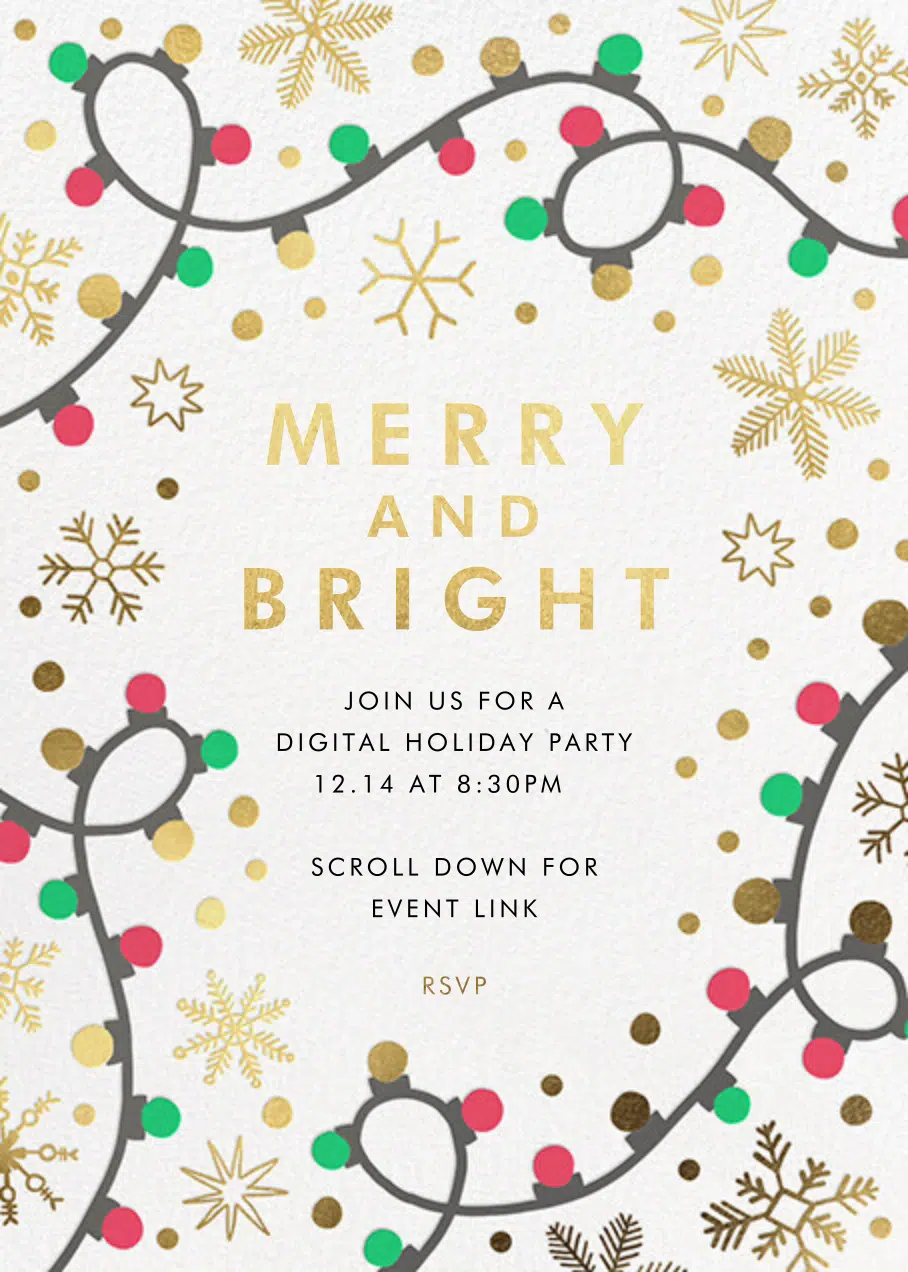 MERRY
AND
BRIGHT
JOIN US FOR A
DIGITAL HOLIDAY PARTY
12.14 AT 8:30PM
SCROLL DOWN FOR
EVENT LINK
RSVP